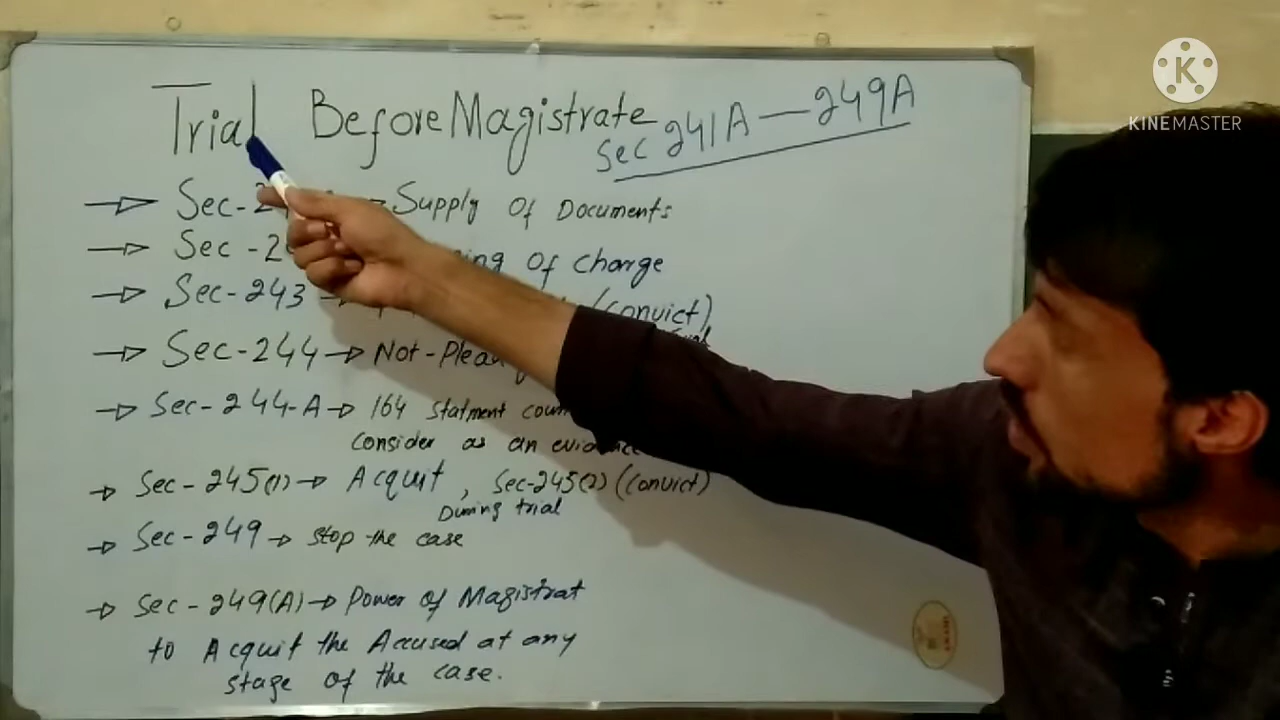 Trial Before Magistrate
Sec 241A — 249A
Sec-2 Supply Of Documents
Sec-24 Of Charge
Sec-243 (Convict)
Sec-244 → Not-Plead
Sec-244-A → 164 statment
Consider as an evidence
Sec-245(1) → Acquit, Sec-245(2) (Convict)
During trial
Sec-249 → Stop the case
Sec-249(A) → Power of Magistrat
to Acquit the Accused at any
stage of the case.
K
KINEMASTER